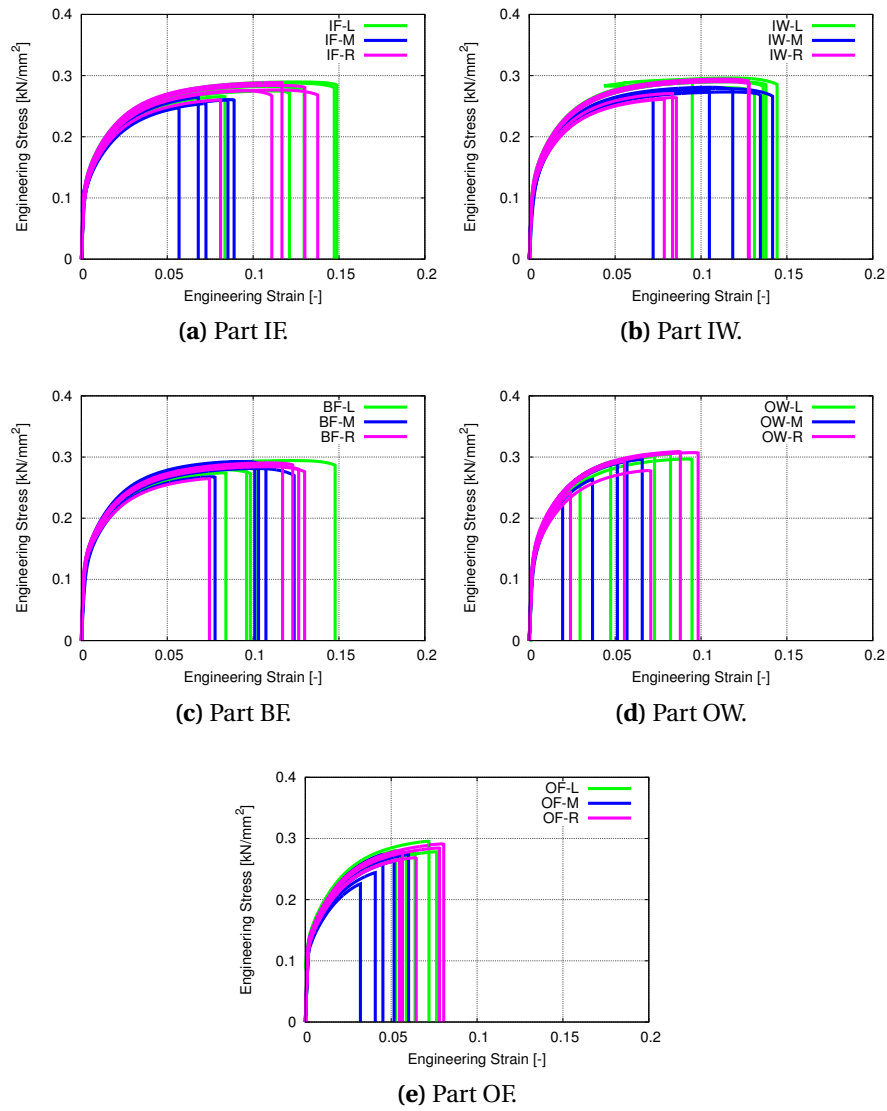 0.4
0.3
0.2
0.1
0
0
0.05
0.1
0.15
0.2
Engineering Stress [kN/mm²]
Engineering Strain [-]
IF-L
IF-M
IF-R
(a) Part IF.
0.4
0.3
0.2
0.1
0
0
0.05
0.1
0.15
0.2
Engineering Stress [kN/mm²]
Engineering Strain [-]
IW-L
IW-M
IW-R
(b) Part IW.
0.4
0.3
0.2
0.1
0
0
0.05
0.1
0.15
0.2
Engineering Stress [kN/mm²]
Engineering Strain [-]
BF-L
BF-M
BF-R
(c) Part BF.
0.4
0.3
0.2
0.1
0
0
0.05
0.1
0.15
0.2
Engineering Stress [kN/mm²]
Engineering Strain [-]
OW-L
OW-M
OW-R
(d) Part OW.
0.4
0.3
0.2
0.1
0
0
0.05
0.1
0.15
0.2
Engineering Stress [kN/mm²]
Engineering Strain [-]
OF-L
OF-M
OF-R
(e) Part OF.